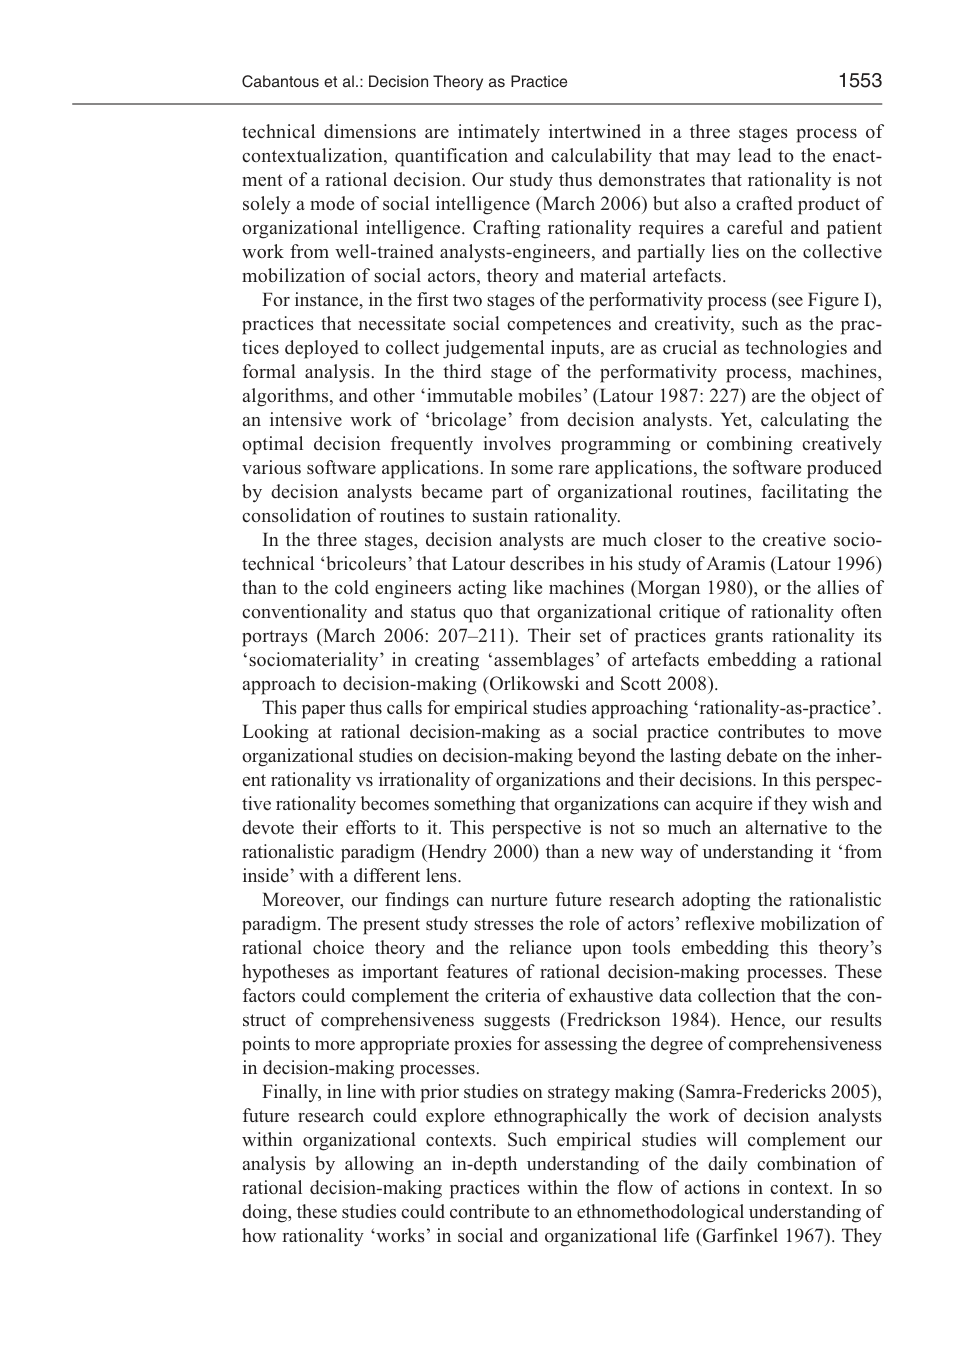 Cabantous et al.: Decision Theory as Practice 1553
technical dimensions are intimately intertwined in a three stages process of
contextualization, quantification and calculability that may lead to the enact-
ment of a rational decision. Our study thus demonstrates that rationality is not
solely a mode of social intelligence (March 2006) but also a crafted product of
organizational intelligence. Crafting rationality requires a careful and patient
work from well-trained analysts-engineers, and partially lies on the collective
mobilization of social actors, theory and material artefacts.
For instance, in the first two stages of the performativity process (see Figure I),
practices that necessitate social competences and creativity, such as the prac-
tices deployed to collect judgemental inputs, are as crucial as technologies and
formal analysis. In the third stage of the performativity process, machines,
algorithms, and other ‘immutable mobiles’ (Latour 1987: 227) are the object of
an intensive work of ‘bricolage’ from decision analysts. Yet, calculating the
optimal decision frequently involves programming or combining creatively
various software applications. In some rare applications, the software produced
by decision analysts became part of organizational routines, facilitating the
consolidation of routines to sustain rationality.
In the three stages, decision analysts are much closer to the creative socio-
technical ‘bricoleurs’ that Latour describes in his study of Aramis (Latour 1996)
than to the cold engineers acting like machines (Morgan 1980), or the allies of
conventionality and status quo that organizational critique of rationality often
portrays (March 2006: 207–211). Their set of practices grants rationality its
‘sociomateriality’ in creating ‘assemblages’ of artefacts embedding a rational
approach to decision-making (Orlikowski and Scott 2008).
This paper thus calls for empirical studies approaching ‘rationality-as-practice’.
Looking at rational decision-making as a social practice contributes to move
organizational studies on decision-making beyond the lasting debate on the inher-
ent rationality vs irrationality of organizations and their decisions. In this perspec-
tive rationality becomes something that organizations can acquire if they wish and
devote their efforts to it. This perspective is not so much an alternative to the
rationalistic paradigm (Hendry 2000) than a new way of understanding it ‘from
inside’ with a different lens.
Moreover, our findings can nurture future research adopting the rationalistic
paradigm. The present study stresses the role of actors’ reflexive mobilization of
rational choice theory and the reliance upon tools embedding this theory’s
hypotheses as important features of rational decision-making processes. These
factors could complement the criteria of exhaustive data collection that the con-
struct of comprehensiveness suggests (Fredrickson 1984). Hence, our results
points to more appropriate proxies for assessing the degree of comprehensiveness
in decision-making processes.
Finally, in line with prior studies on strategy making (Samra-Fredericks 2005),
future research could explore ethnographically the work of decision analysts
within organizational contexts. Such empirical studies will complement our
analysis by allowing an in-depth understanding of the daily combination of
rational decision-making practices within the flow of actions in context. In so
doing, these studies could contribute to an ethnomethodological understanding of
how rationality ‘works’ in social and organizational life (Garfinkel 1967). They